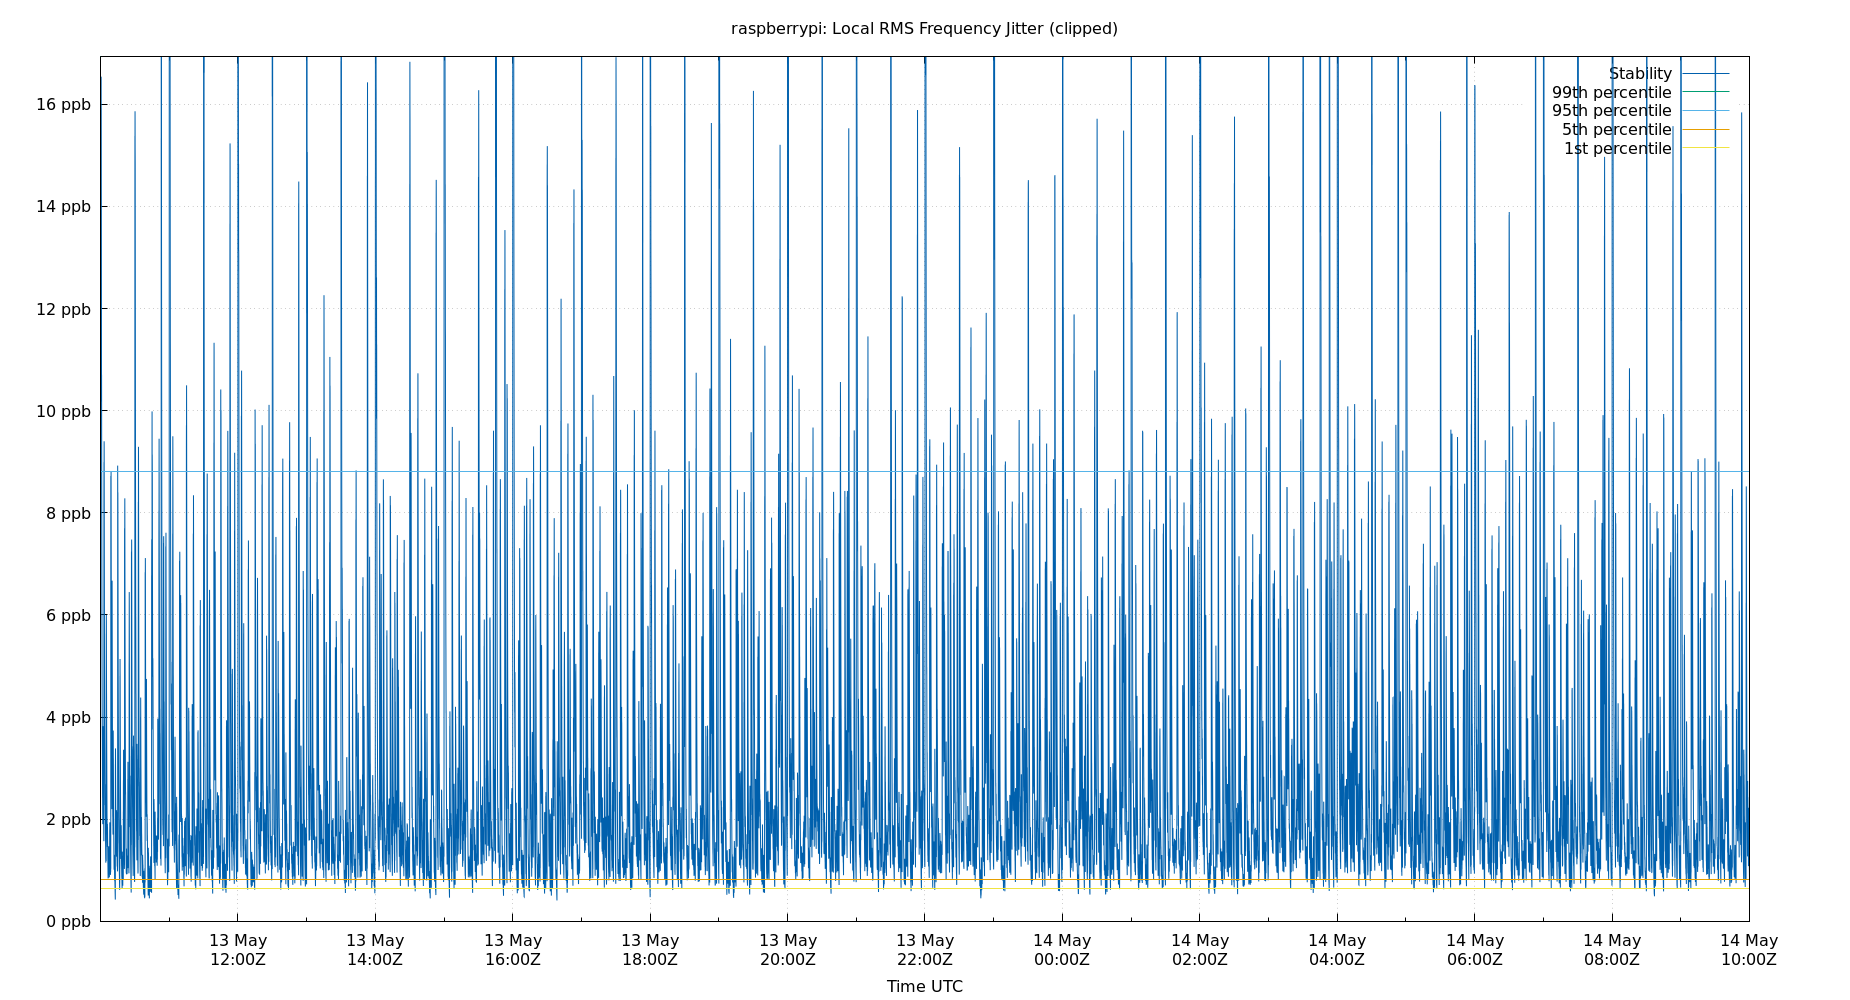 raspberrypi: Local RMS Frequency Jitter (clipped)
Stability
99th percentile
95th percentile
5th percentile
1st percentile
16 ppb
14 ppb
12 ppb
10 ppb
8 ppb
6 ppb
4 ppb
2 ppb
0 ppb
13 May 13 May 13 May 13 May 13 May 13 May 14 May 14 May 14 May 14 May 14 May 14 May
12:00Z 14:00Z 16:00Z 18:00Z 20:00Z 22:00Z 00:00Z 02:00Z 04:00Z 06:00Z 08:00Z 10:00Z
Time UTC